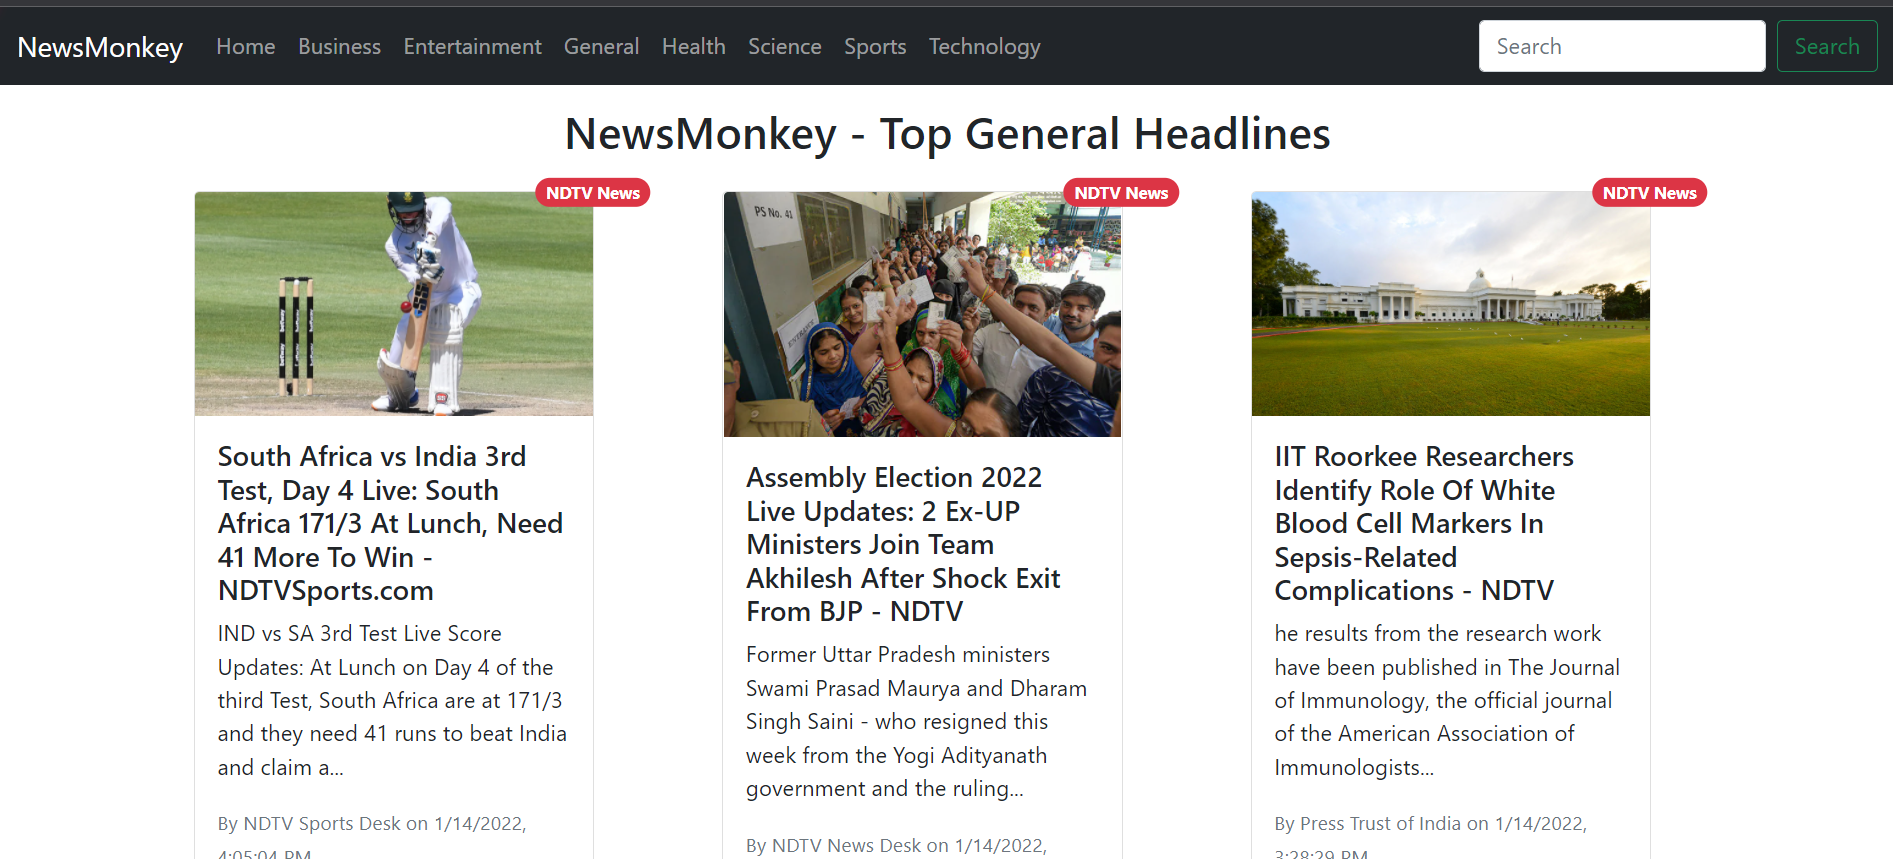 NewsMonkey Home Business Entertainment General Health Science Sports Technology Search Search
NewsMonkey - Top General Headlines
NDTV News
South Africa vs India 3rd
Test, Day 4 Live: South
Africa 171/3 At Lunch, Need
41 More To Win -
NDTVSports.com
IND vs SA 3rd Test Live Score
Updates: At Lunch on Day 4 of the
third Test, South Africa are at 171/3
and they need 41 runs to beat India
and claim a...
By NDTV Sports Desk on 1/14/2022,
4:05:04 PM
NDTV News
PS No. 41
ENTRANCE
Assembly Election 2022
Live Updates: 2 Ex-UP
Ministers Join Team
Akhilesh After Shock Exit
From BJP - NDTV
Former Uttar Pradesh ministers
Swami Prasad Maurya and Dharam
Singh Saini - who resigned this
week from the Yogi Adityanath
government and the ruling...
By NDTV News Desk on 1/14/2022,
NDTV News
IIT Roorkee Researchers
Identify Role Of White
Blood Cell Markers In
Sepsis-Related
Complications - NDTV
he results from the research work
have been published in The Journal
of Immunology, the official journal
of the American Association of
Immunologists...
By Press Trust of India on 1/14/2022,
3:28:29 PM